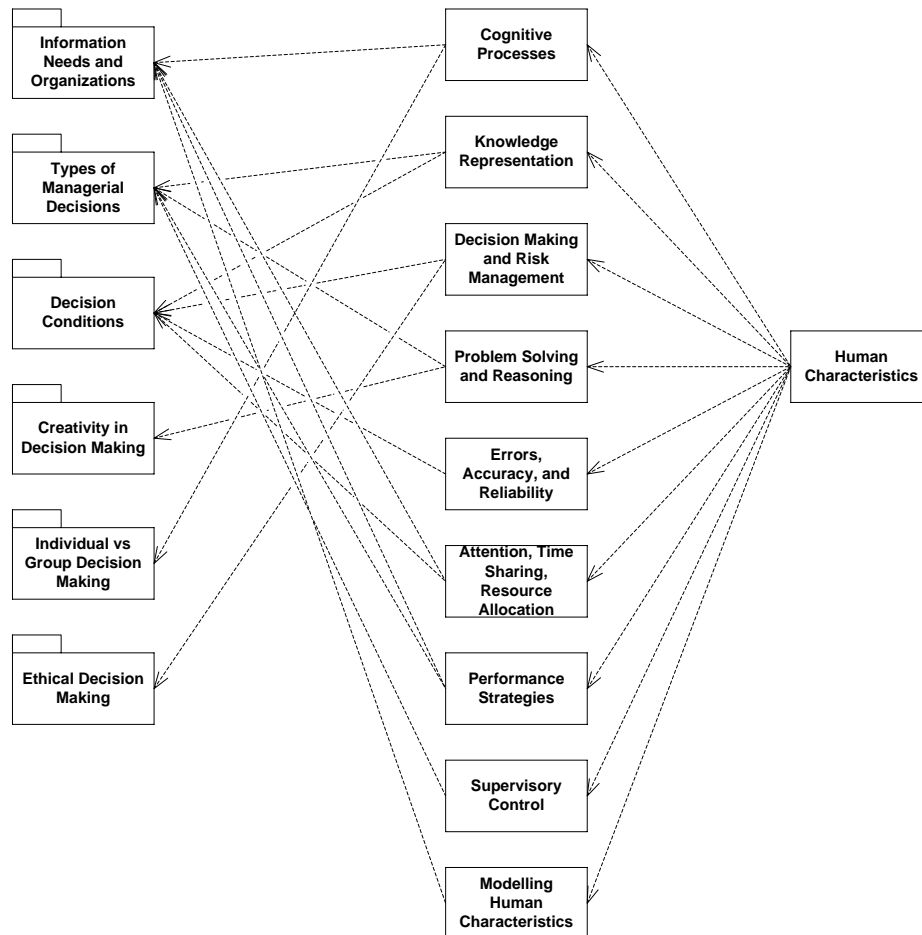 Information
Needs and
Organizations
Types of
Managerial
Decisions
Decision
Conditions
Creativity in
Decision Making
Individual vs
Group Decision
Making
Ethical Decision
Making
Cognitive
Processes
Knowledge
Representation
Decision Making
and Risk
Management
Problem Solving
and Reasoning
Errors,
Accuracy, and
Reliability
Attention, Time
Sharing,
Resource
Allocation
Performance
Strategies
Supervisory
Control
Modelling
Human
Characteristics
Human
Characteristics